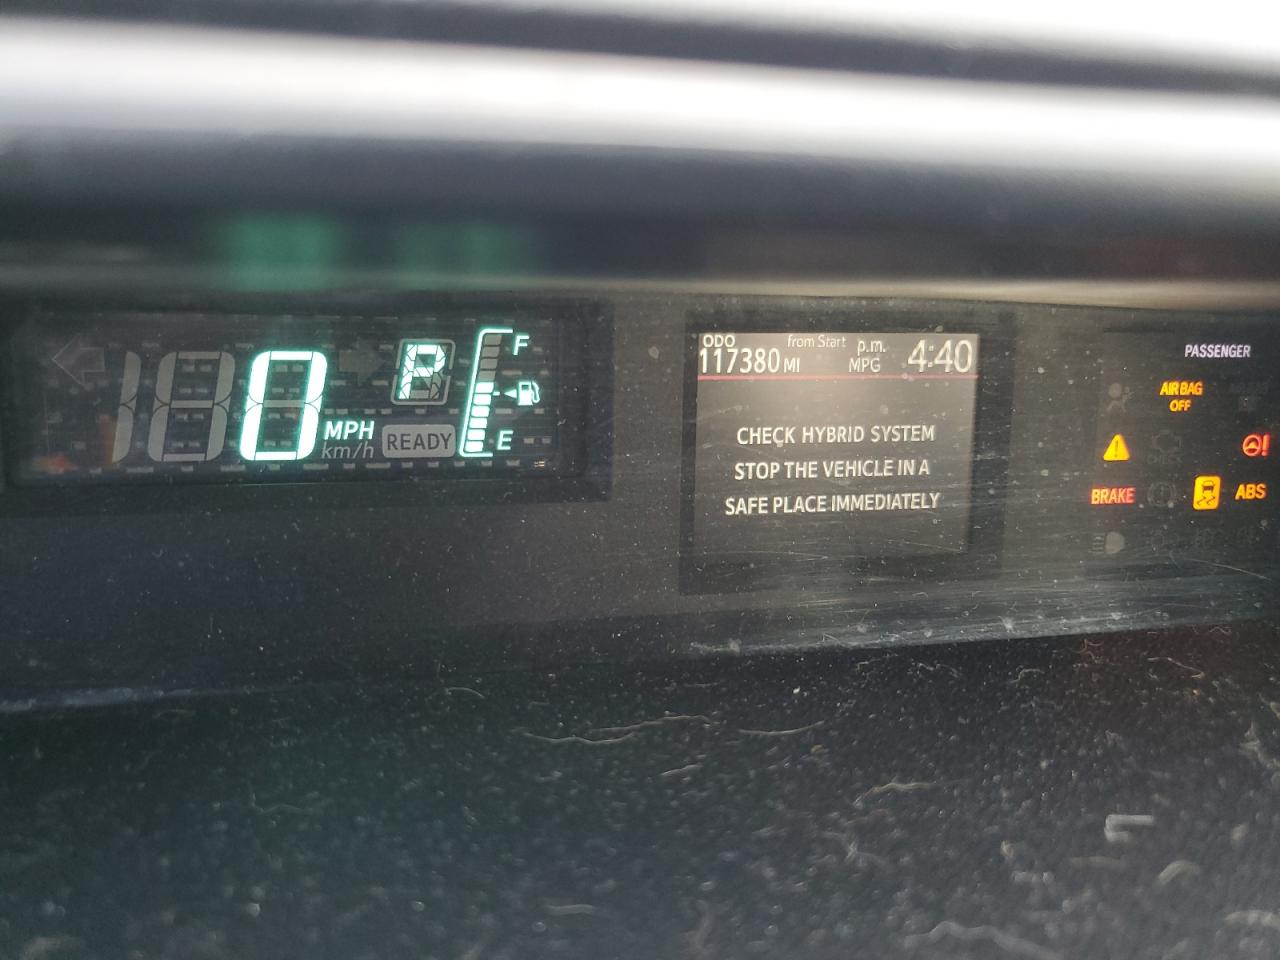 0
MPH
km/h
READY
P
F
E
ODO
117380 MI
from Start
MPG
p.m.
4:40
CHECK HYBRID SYSTEM
STOP THE VEHICLE IN A
SAFE PLACE IMMEDIATELY
PASSENGER
AIR BAG
OFF
BRAKE
ABS